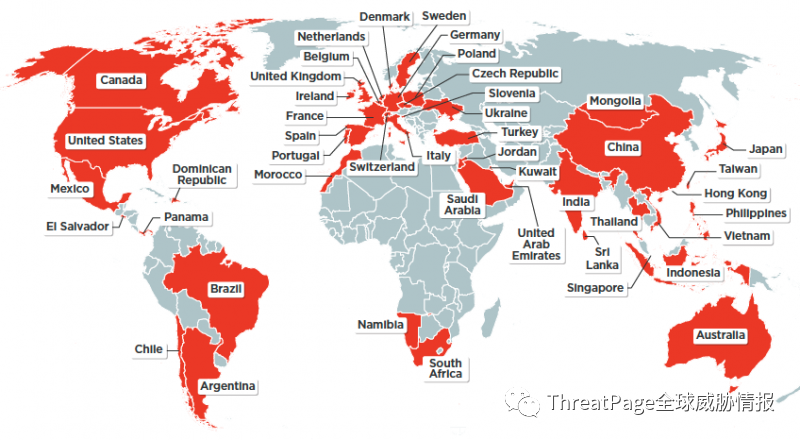 Denmark
Sweden
Netherlands
Germany
Belgium
Poland
Canada
United Kingdom
Czech Republic
Ireland
Slovenia
Mongolia
France
Ukraine
United States
Spain
Turkey
China
Japan
Portugal
Italy
Jordan
Dominican
Republic
Morocco
Switzerland
Kuwait
Taiwan
Mexico
Saudi
Arabia
India
Hong Kong
Panama
Thailand
Philippines
El Salvador
United
Arab
Emirates
Sri
Lanka
Vietnam
Singapore
Indonesia
Brazil
Namibia
Australia
Chile
South
Africa
Argentina
ThreatPage全球威胁情报